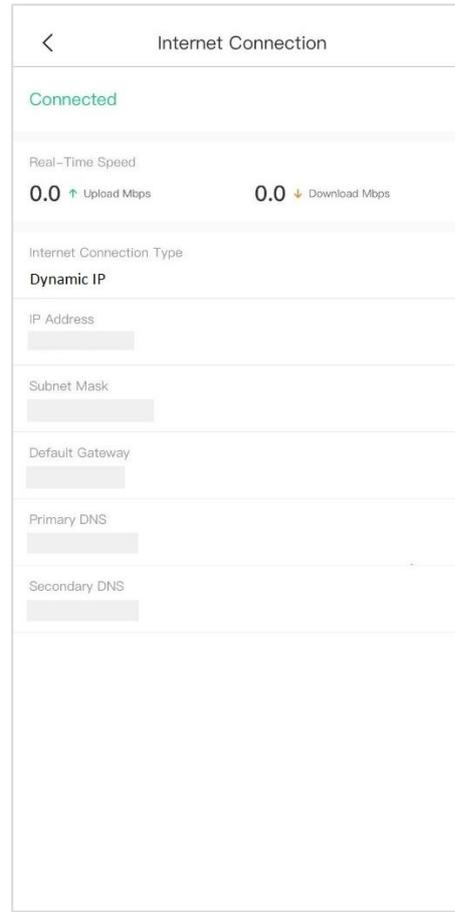 Internet Connection
Connected
Real-Time Speed
0.0 ↑ Upload Mbps 0.0 ↓ Download Mbps
Internet Connection Type
Dynamic IP
IP Address
Subnet Mask
Default Gateway
Primary DNS
Secondary DNS